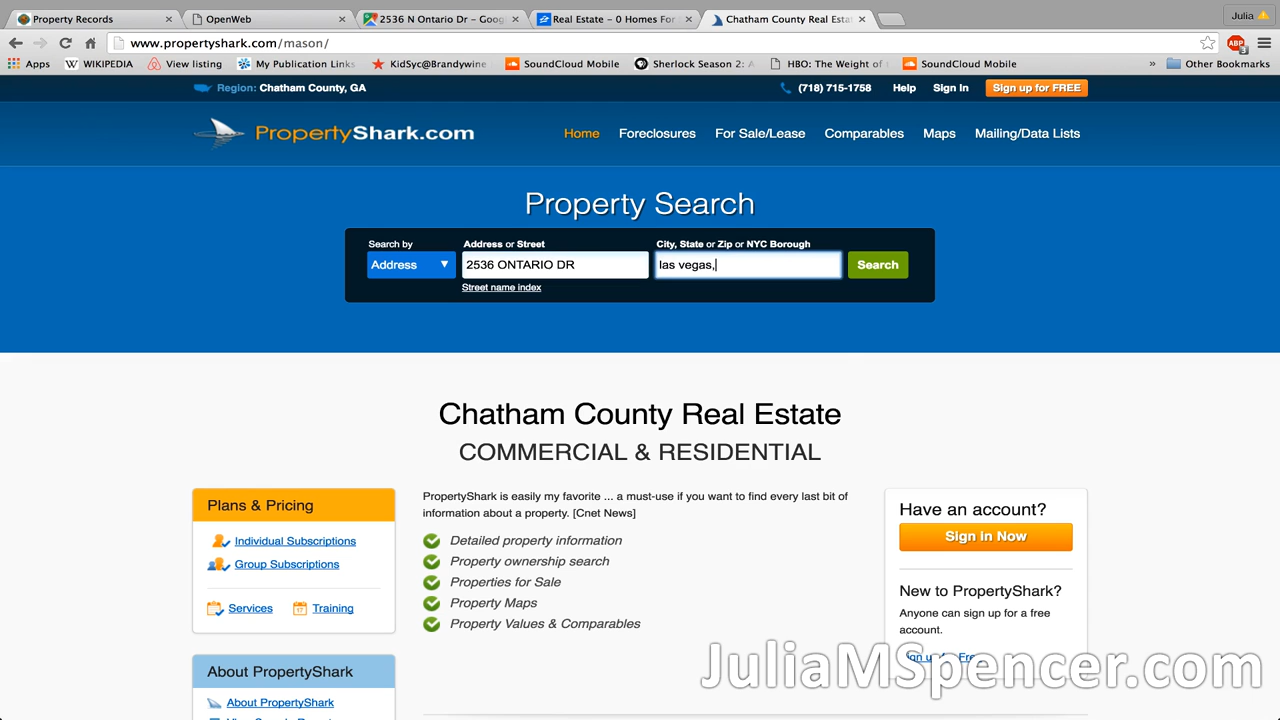 Property Records
OpenWeb
2536 N Ontario Dr - Goog
Real Estate - 0 Homes For
Chatham County Real Esta
Julia
www.propertyshark.com/mason/
ABP
3
Apps
WIKIPEDIA
View listing
My Publication Links
KidSyc@Brandywine
SoundCloud Mobile
Sherlock Season 2:
HBO: The Weight of
SoundCloud Mobile
»
Other Bookmarks
Region: Chatham County, GA
(718) 715-1758
Help
Sign In
Sign up for FREE
PropertyShark.com
Home
Foreclosures
For Sale/Lease
Comparables
Maps
Mailing/Data Lists
Property Search
Search by
Address or Street
City, State or Zip or NYC Borough
Address
2536 ONTARIO DR
las vegas,
Search
Street name index
Chatham County Real Estate
COMMERCIAL & RESIDENTIAL
Plans & Pricing
Individual Subscriptions
Group Subscriptions
Services
Training
PropertyShark is easily my favorite ... a must-use if you want to find every last bit of
information about a property. [Cnet News]
Detailed property information
Property ownership search
Properties for Sale
Property Maps
Property Values & Comparables
Have an account?
Sign in Now
New to PropertyShark?
Anyone can sign up for a free
account.
About PropertyShark
About PropertyShark
JuliaMSpencer.com